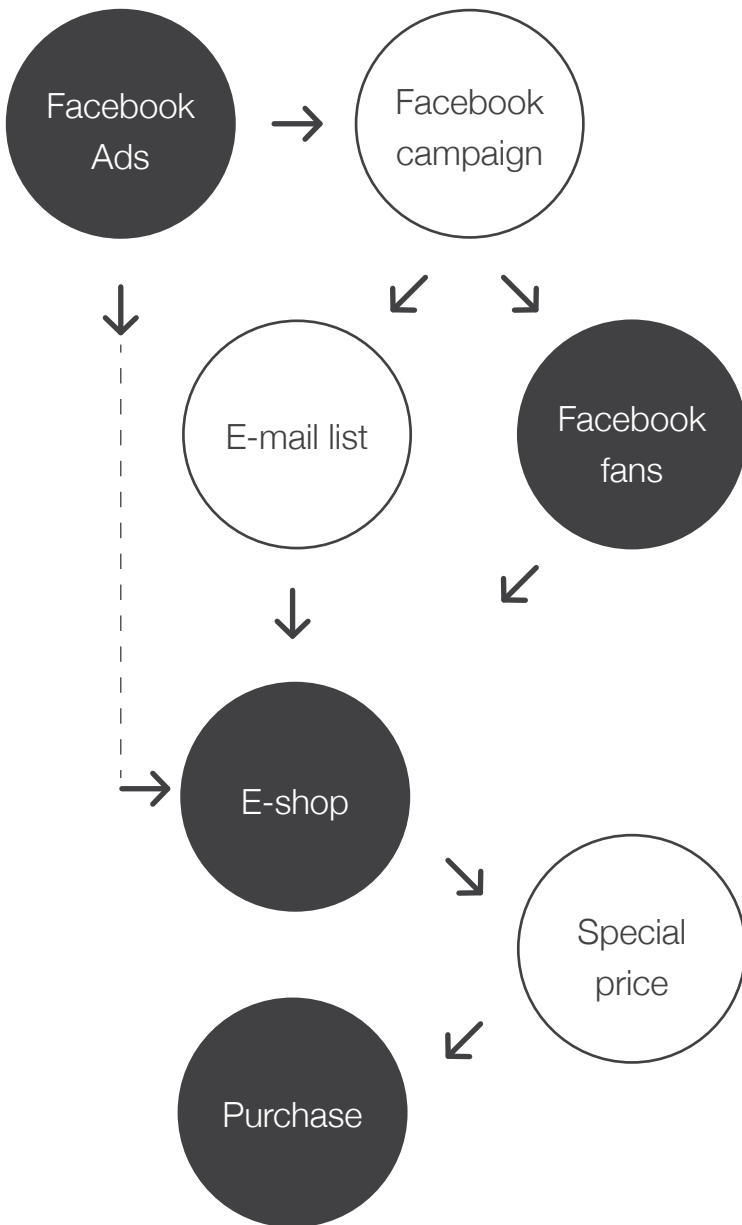 Facebook
Ads
Facebook
campaign
E-mail list
Facebook
fans
E-shop
Special
price
Purchase